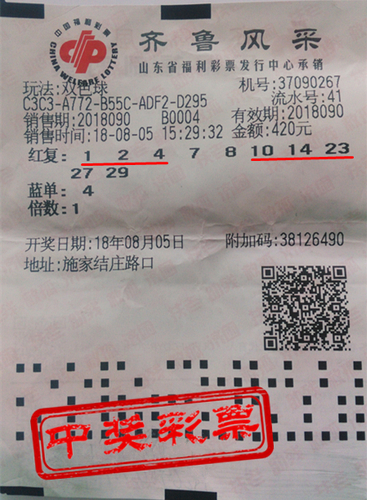 中国福利彩票
CHINA WELFARE LOTTERY
齐鲁风采
山东省福利彩票发行中心承销
玩法:双色球
机号:37090267
C3C3-A772-B55C-ADF2-D295
流水号:41
销售期:2018090 B0004 有效期:2018090
销售时间:18-08-05 15:29:32 金额:420元
红复: 1 2 4 7 8 10 14 23
27 29
蓝单: 4
倍数:1
开奖日期:18年08月05日 附加码:38126490
地址:施家结庄路口
中奖彩票